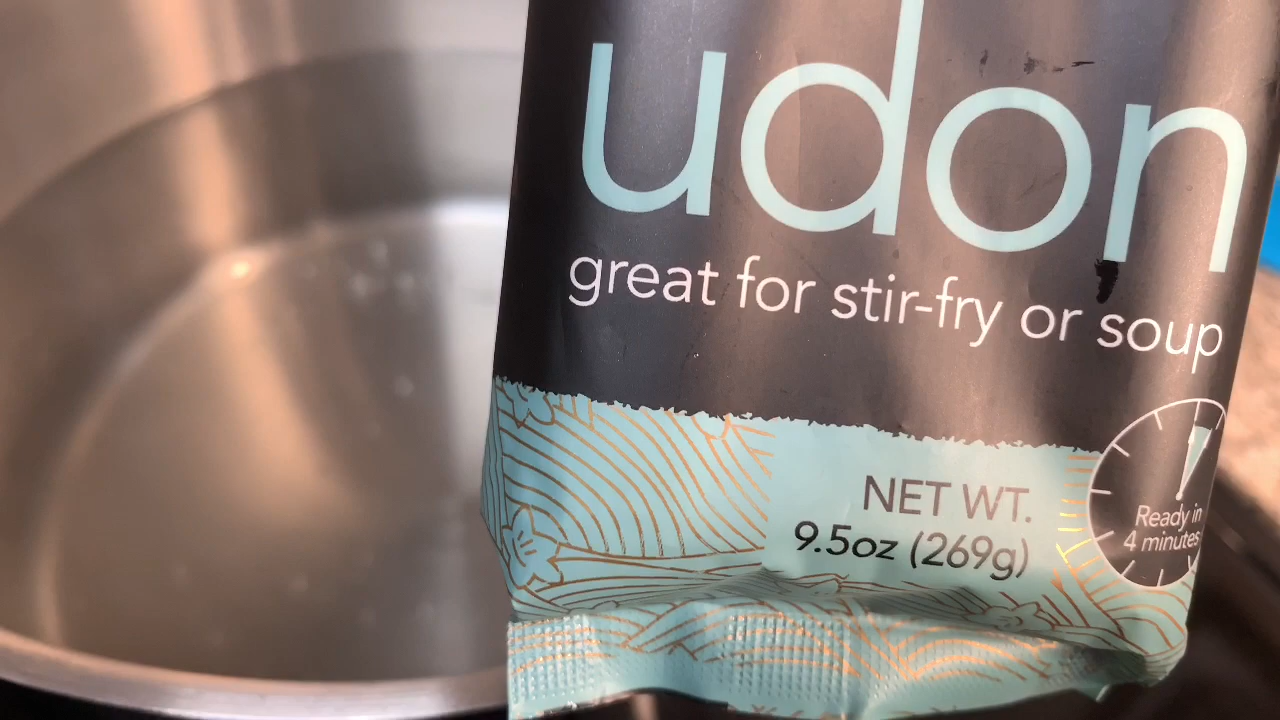 udon
great for stir-fry or soup
NET WT.
9.5oz (269g)
Ready in
4 minutes